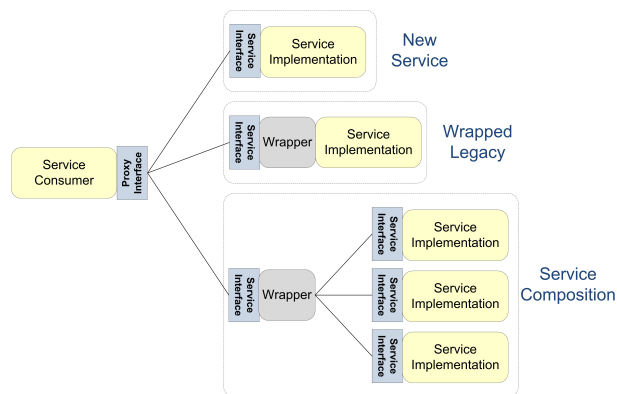 Service
Consumer
Proxy
Interface
Service
Interface
Service
Implementation
New
Service
Service
Interface
Wrapper
Service
Implementation
Wrapped
Legacy
Service
Interface
Wrapper
Service
Interface
Service
Implementation
Service
Interface
Service
Implementation
Service
Interface
Service
Implementation
Service
Composition